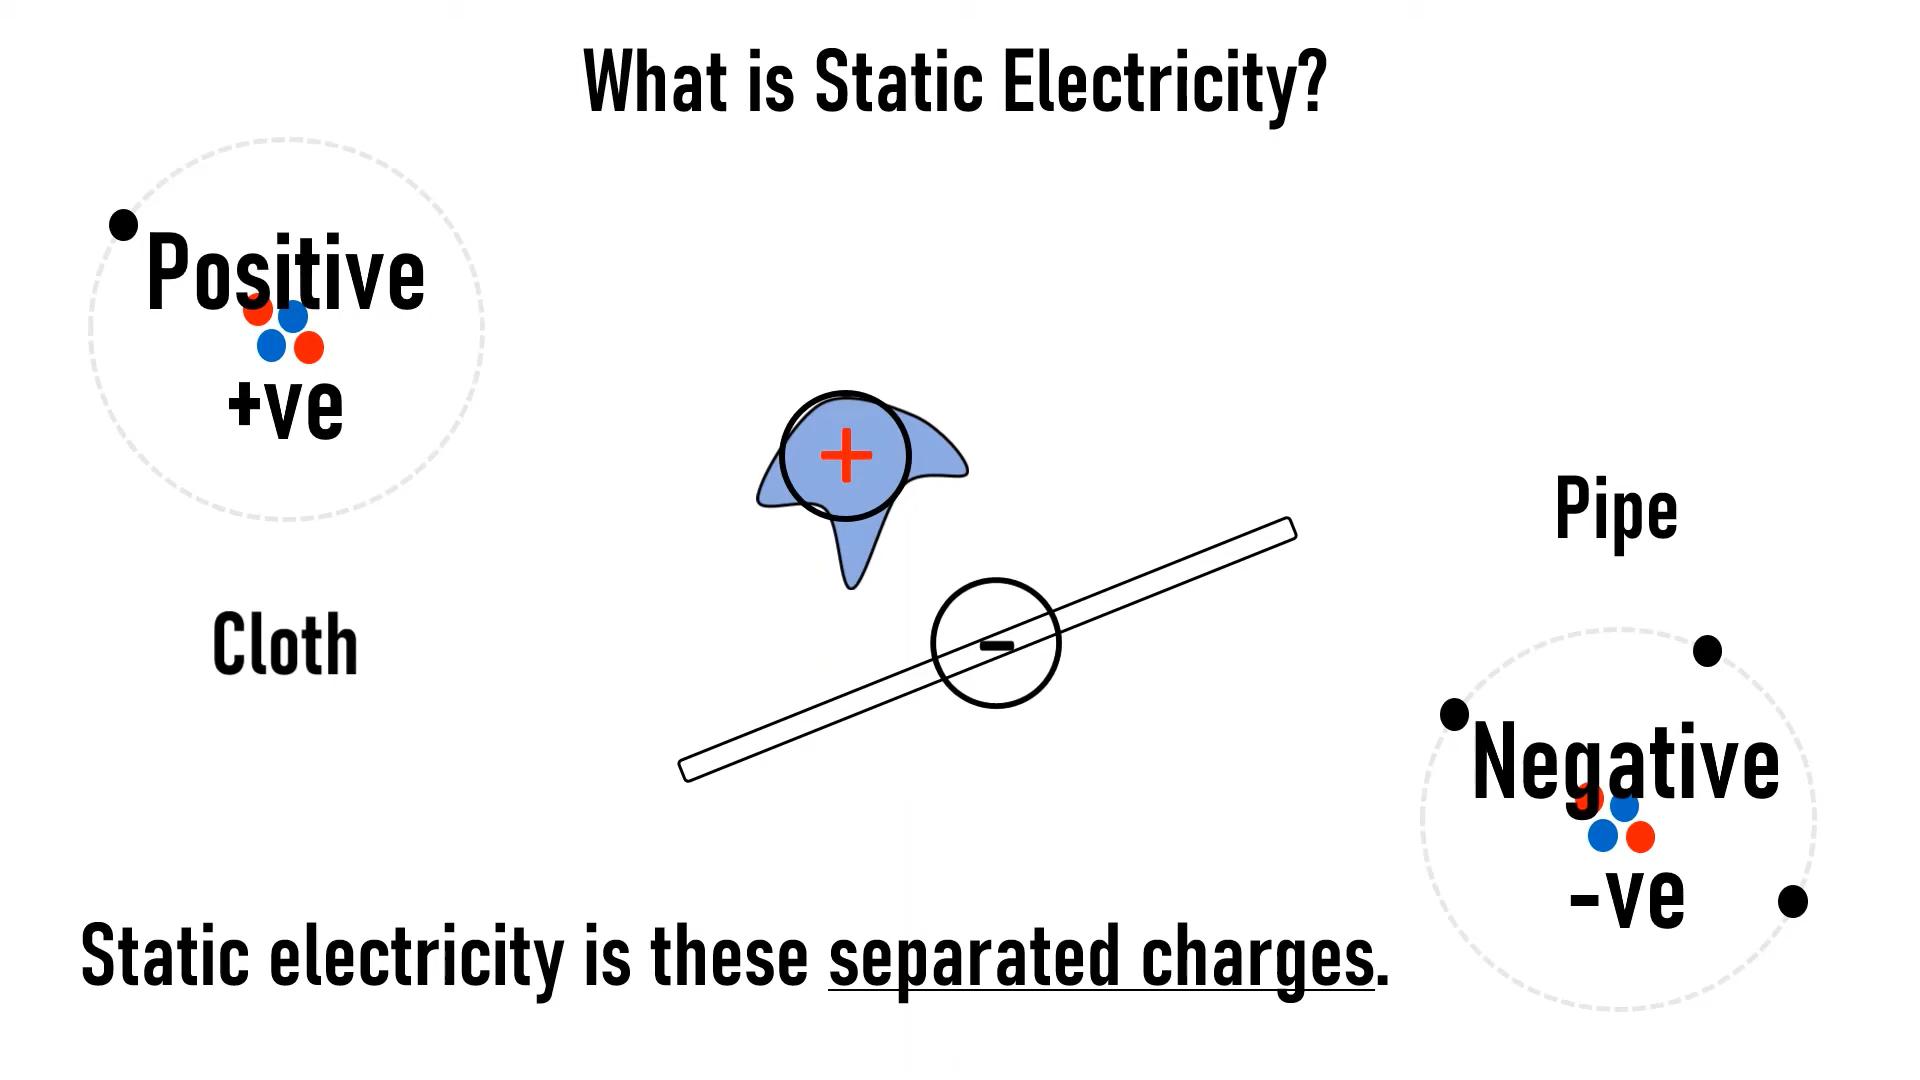 What is Static Electricity?
Positive
+ve
Cloth
+
-
Pipe
Negative
-ve
Static electricity is these separated charges.